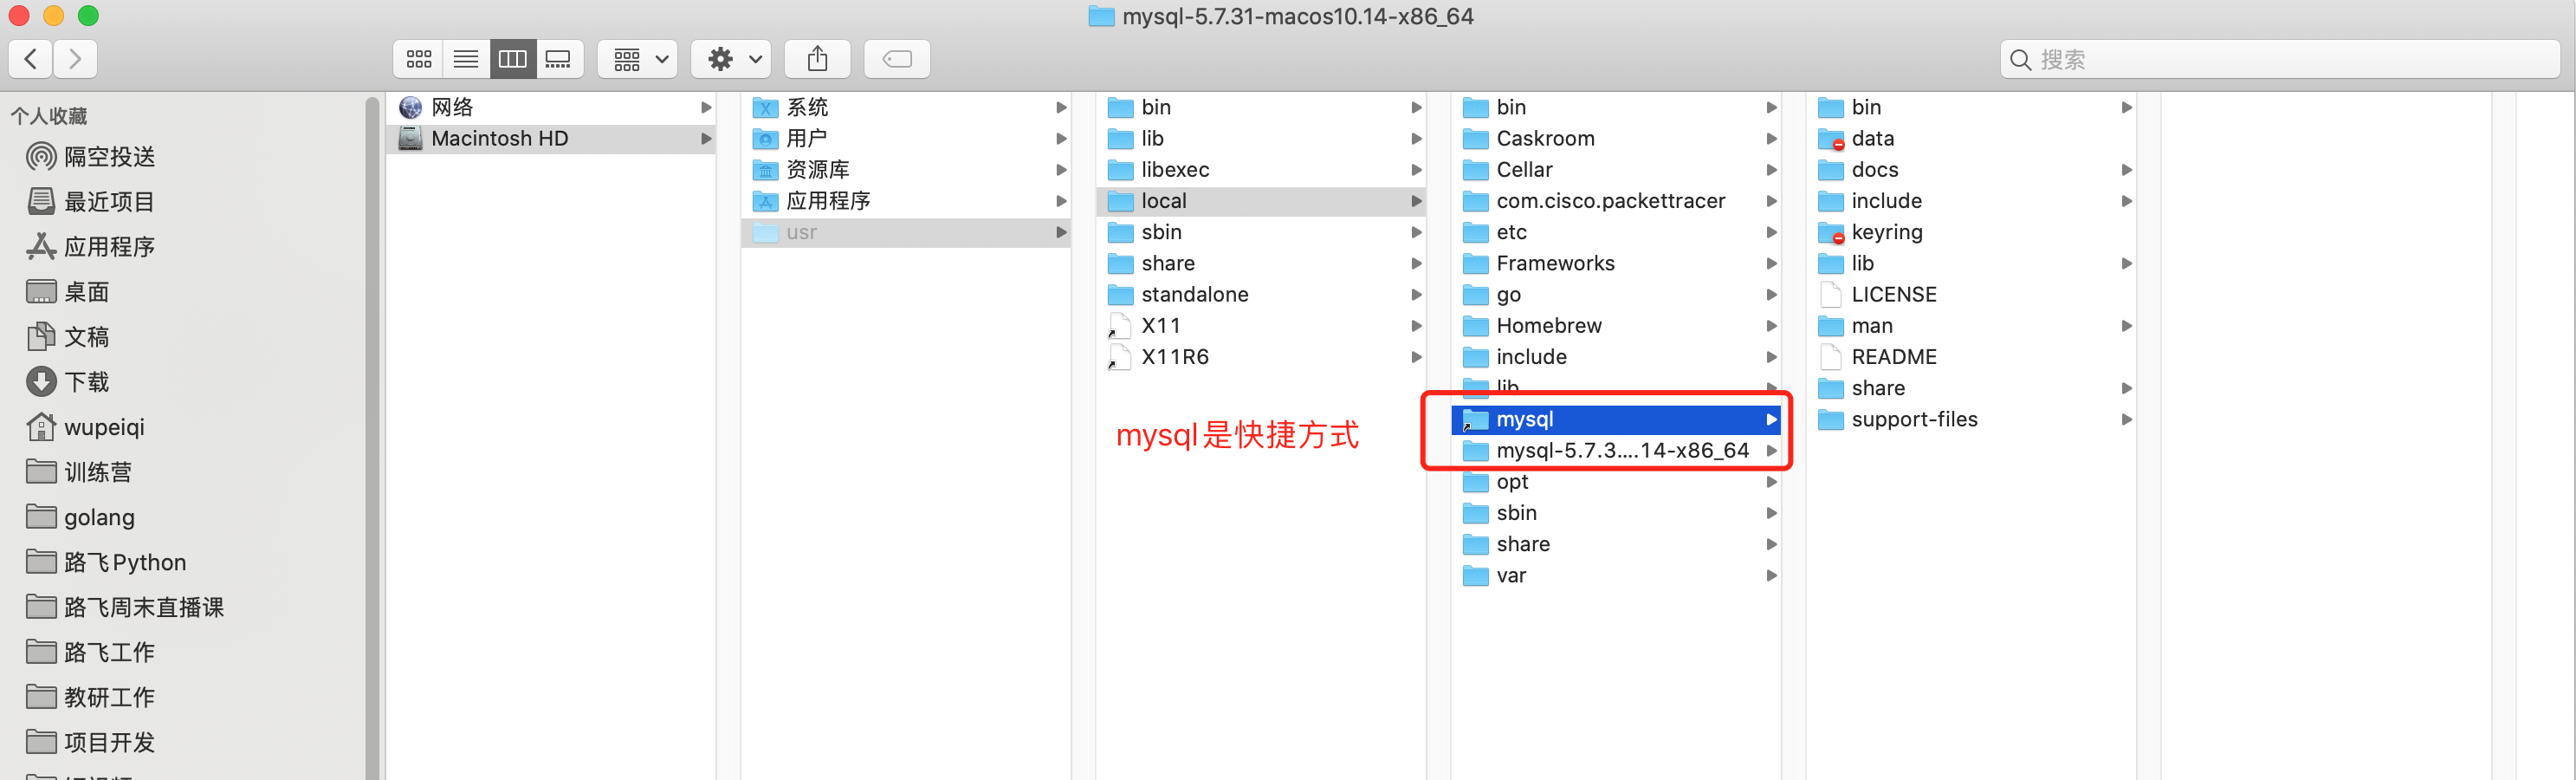 mysql-5.7.31-macos10.14-x86_64
搜索
个人收藏
隔空投送
最近项目
应用程序
桌面
文稿
下载
wupeiqi
训练营
golang
路飞Python
路飞周末直播课
路飞工作
教研工作
项目开发
网络
Macintosh HD
系统
用户
资源库
应用程序
usr
bin
lib
libexec
local
sbin
share
standalone
X11
X11R6
mysql是快捷方式
bin
Caskroom
Cellar
com.cisco.packettracer
etc
Frameworks
go
Homebrew
include
lib
mysql
mysql-5.7.3....14-x86_64
opt
sbin
share
var
bin
data
docs
include
keyring
lib
LICENSE
man
README
share
support-files